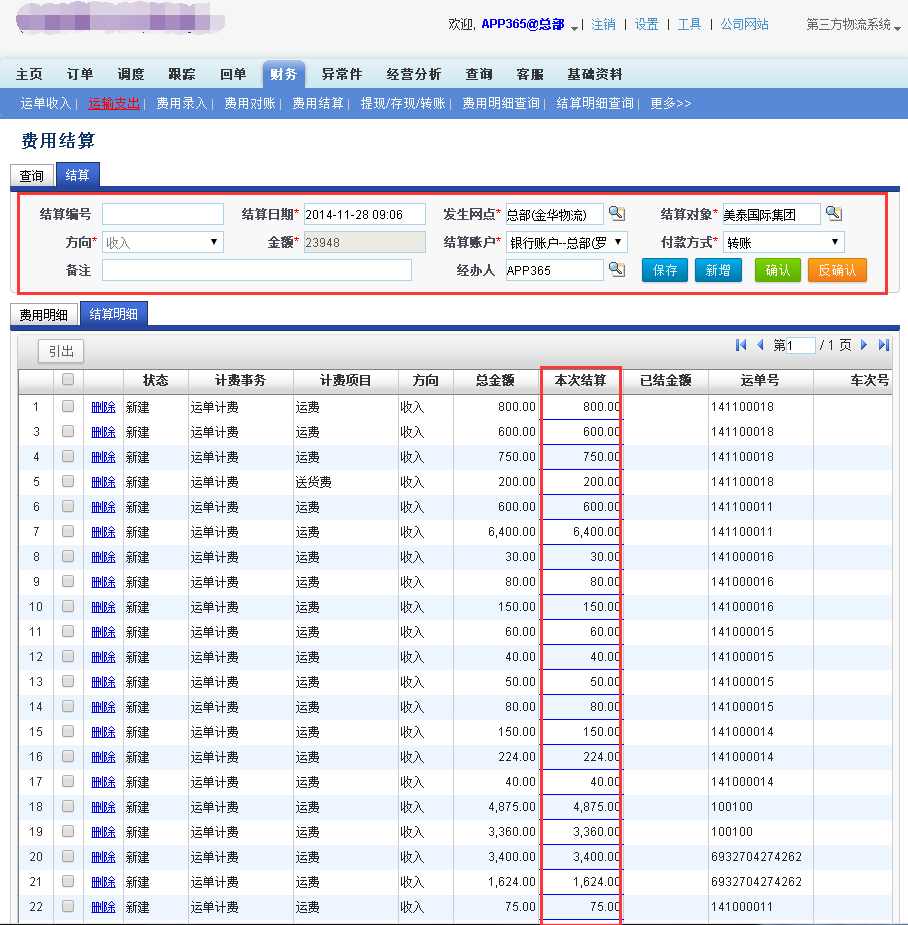 欢迎, APP365@总部 | 注销 | 设置 | 工具 | 公司网站 第三方物流系统
主页 订单 调度 跟踪 回单 财务 异常件 经营分析 查询 客服 基础资料
运单收入 | 运输支出 | 费用录入 | 费用对账 | 费用结算 | 提现/存现/转账 | 费用明细查询 | 结算明细查询 | 更多>>
费用结算
查询 结算
结算编号 结算日期* 2014-11-28 09:06 发生网点* 总部(金华物流) 结算对象* 美泰国际集团
方向* 收入 金额* 23948 结算账户* 银行账户--总部(罗 付款方式* 转账
备注 经办人 APP365 保存 新增 确认 反确认
费用明细 结算明细
引出 第 1 / 1 页
状态 计费事务 计费项目 方向 总金额 本次结算 已结金额 运单号 车次号
1 删除 新建 运单计费 运费 收入 800.00 800.00 141100018
3 删除 新建 运单计费 运费 收入 600.00 600.00 141100018
4 删除 新建 运单计费 运费 收入 750.00 750.00 141100018
5 删除 新建 运单计费 送货费 收入 200.00 200.00 141100018
6 删除 新建 运单计费 运费 收入 600.00 600.00 141100011
7 删除 新建 运单计费 运费 收入 6,400.00 6,400.00 141100011
8 删除 新建 运单计费 运费 收入 30.00 30.00 141000016
9 删除 新建 运单计费 运费 收入 80.00 80.00 141000016
10 删除 新建 运单计费 运费 收入 150.00 150.00 141000016
11 删除 新建 运单计费 运费 收入 60.00 60.00 141000015
12 删除 新建 运单计费 运费 收入 40.00 40.00 141000015
13 删除 新建 运单计费 运费 收入 50.00 50.00 141000015
14 删除 新建 运单计费 运费 收入 80.00 80.00 141000015
15 删除 新建 运单计费 运费 收入 150.00 150.00 141000014
16 删除 新建 运单计费 运费 收入 224.00 224.00 141000014
17 删除 新建 运单计费 运费 收入 40.00 40.00 141000014
18 删除 新建 运单计费 运费 收入 4,875.00 4,875.00 100100
19 删除 新建 运单计费 运费 收入 3,360.00 3,360.00 100100
20 删除 新建 运单计费 运费 收入 3,400.00 3,400.00 6932704274262
21 删除 新建 运单计费 运费 收入 1,624.00 1,624.00 6932704274262
22 删除 新建 运单计费 运费 收入 75.00 75.00 141000011